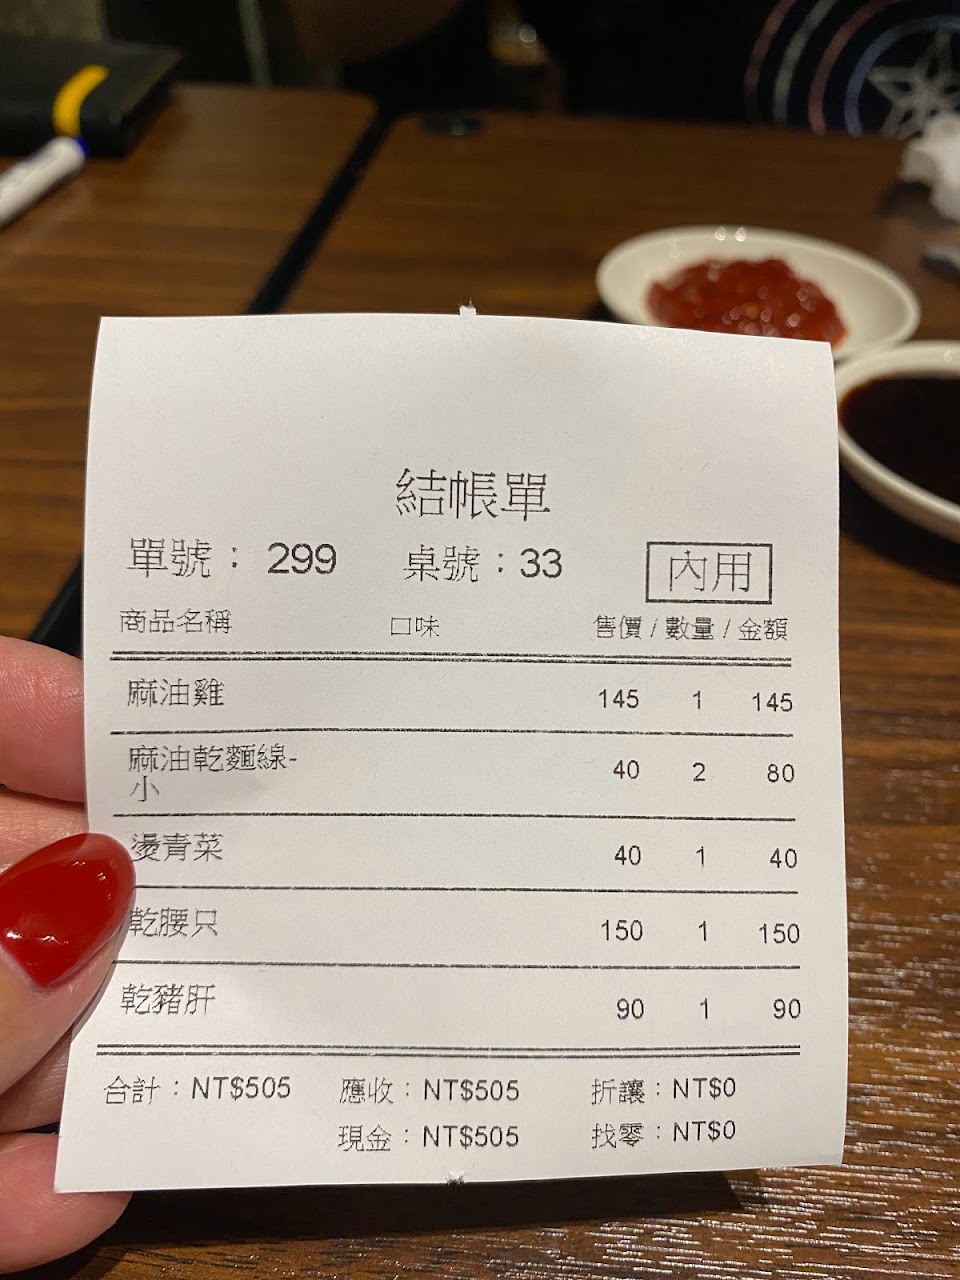 結帳單
單號： 299 桌號：33 內用
商品名稱 口味 售價 / 數量 / 金額
麻油雞 145 1 145
麻油乾麵線- 40 2 80
小
燙青菜 40 1 40
乾腰只 150 1 150
乾豬肝 90 1 90
合計：NT$505 應收：NT$505 折讓：NT$0
現金：NT$505 找零：NT$0